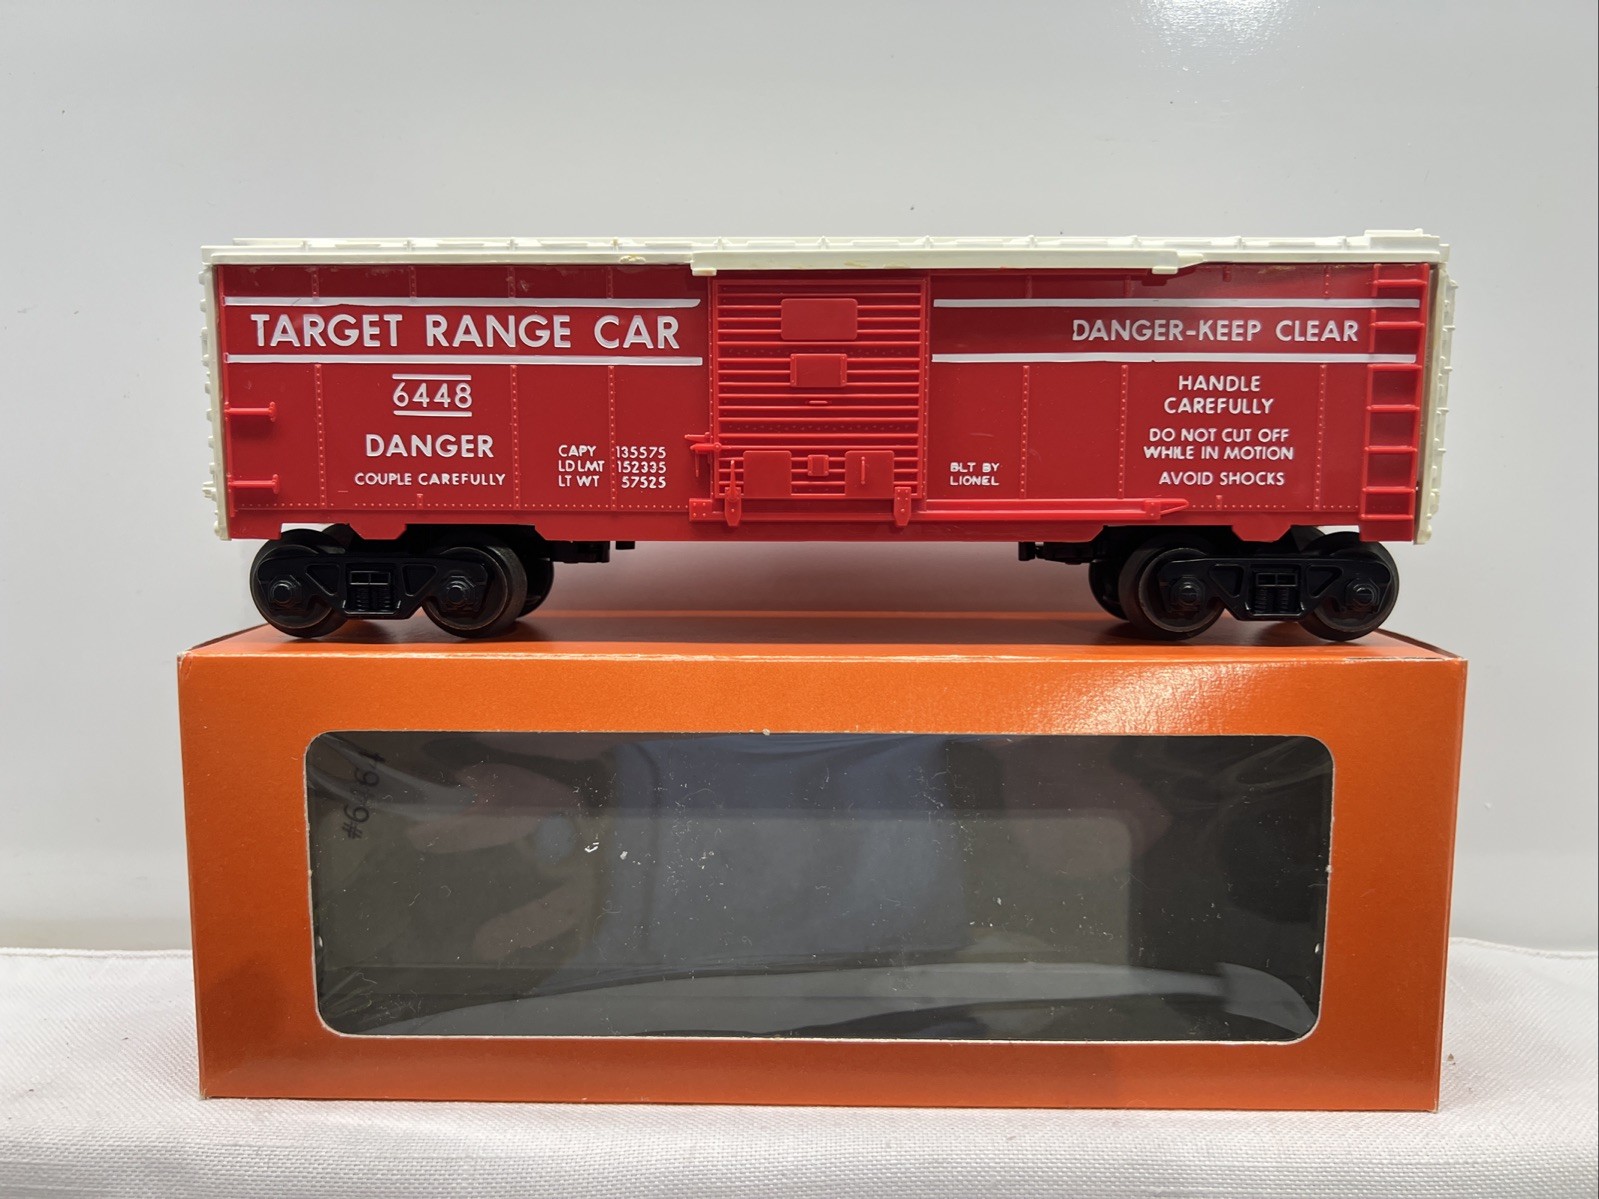 TARGET RANGE CAR
6448
DANGER
COUPLE CAREFULLY
CAPY 135575
LD LMT 152335
LT WT 57525
DANGER-KEEP CLEAR
HANDLE
CAREFULLY
DO NOT CUT OFF
WHILE IN MOTION
AVOID SHOCKS
BLT BY
LIONEL